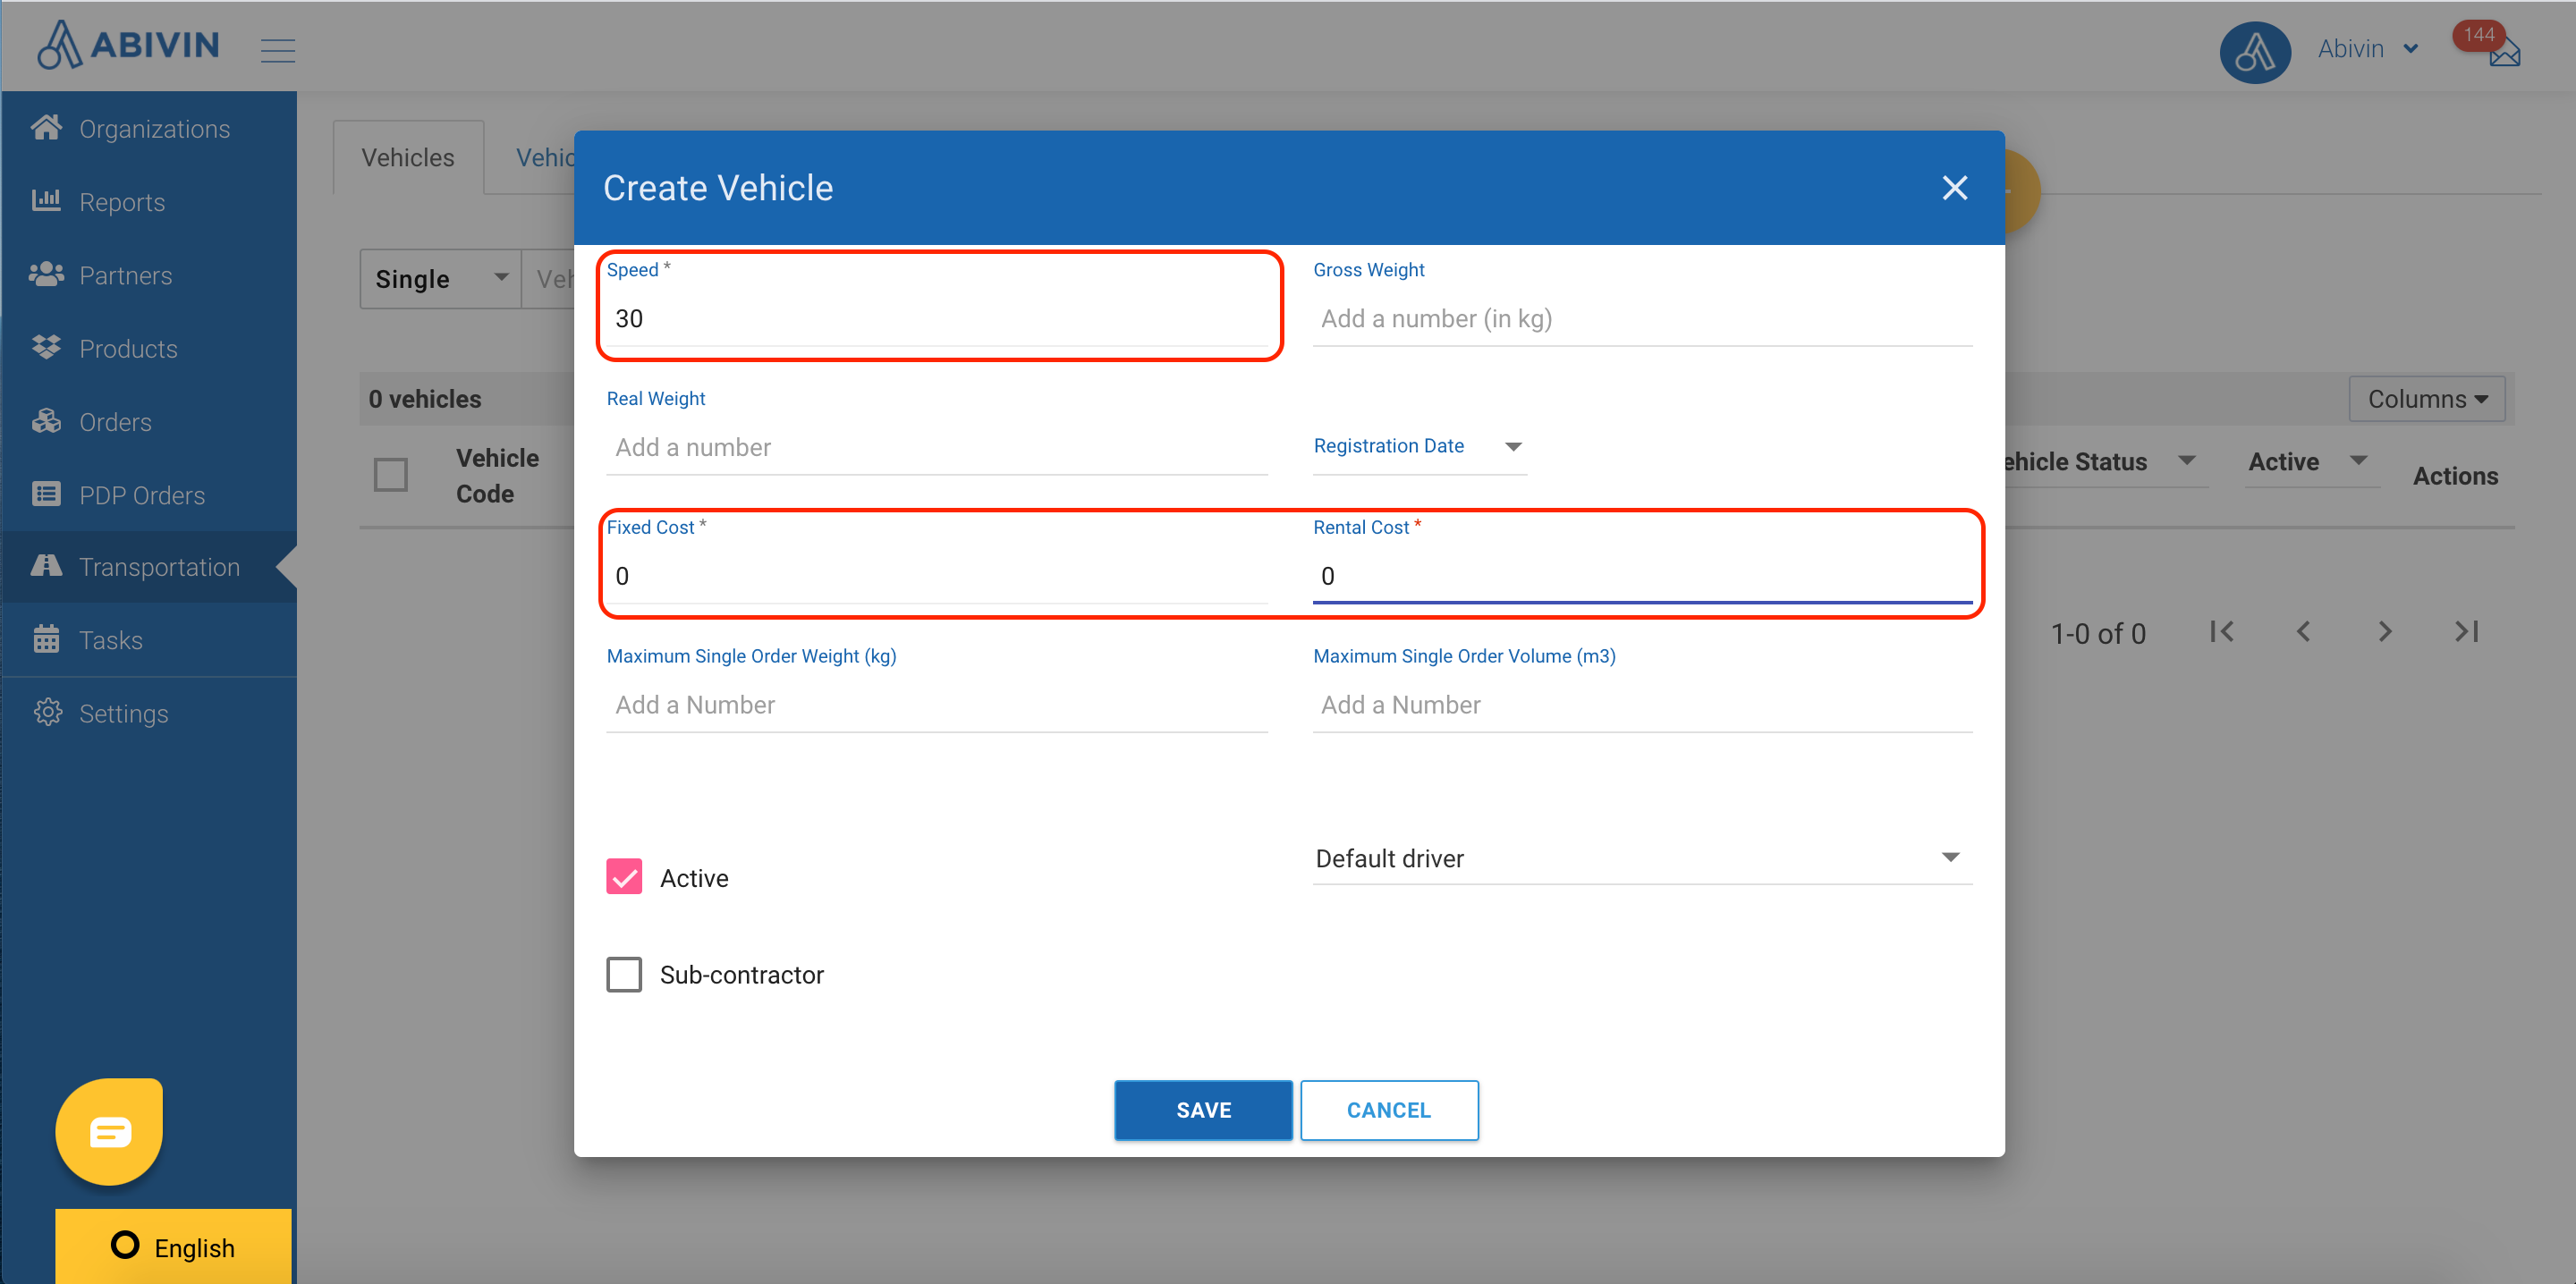 ABIVIN
Abivin
144
Organizations
Reports
Partners
Products
Orders
PDP Orders
Transportation
Tasks
Settings
English
Vehicles
Vehic
Single
Veh
0 vehicles
Columns
Vehicle
Code
ehicle Status
Active
Actions
1-0 of 0
Create Vehicle
Speed *
30
Gross Weight
Add a number (in kg)
Real Weight
Add a number
Registration Date
Fixed Cost *
0
Rental Cost *
0
Maximum Single Order Weight (kg)
Add a Number
Maximum Single Order Volume (m3)
Add a Number
Active
Default driver
Sub-contractor
SAVE
CANCEL